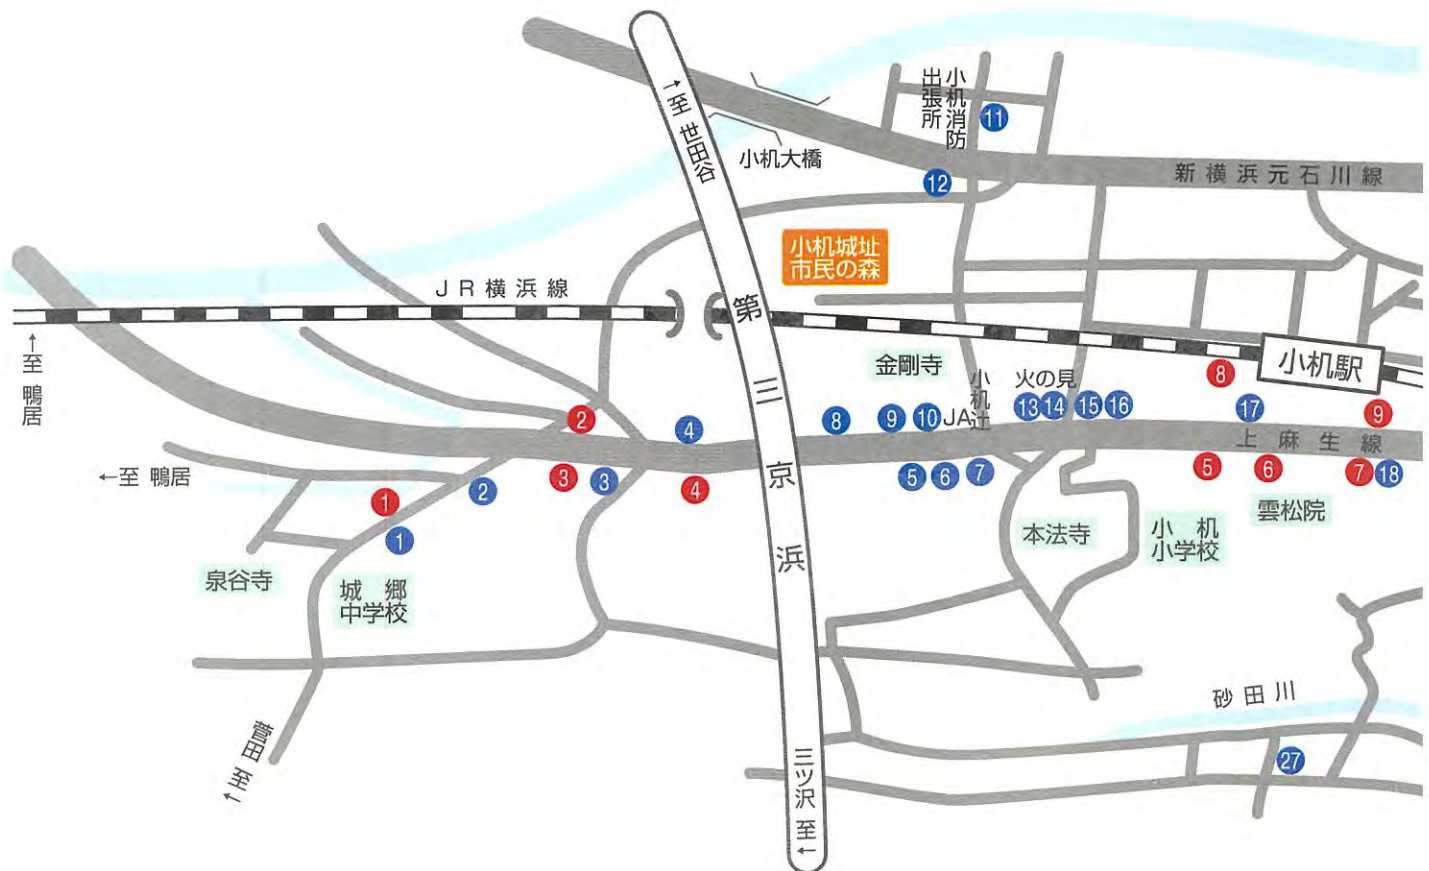 ↑至 世田谷
小机大橋
小机消防
出張所
11
12
新横浜元石川線
小机城址
市民の森
JR横浜線
←至 鴨居
第三京浜
金剛寺
小机辻
火の見
JA
小机駅
8
2
4
8
9
10
13
14
15
16
17
9
上麻生線
←至 鴨居
1
2
3
3
4
5
6
7
5
6
7
18
1
泉谷寺
城郷
中学校
本法寺
小机
小学校
雲松院
砂田川
菅田 至←
三ツ沢 至←
27